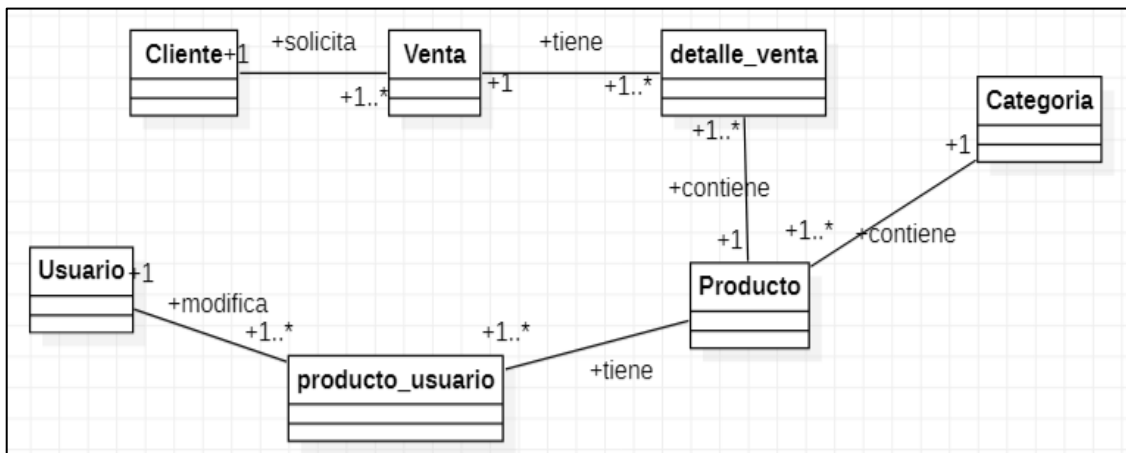 Cliente
+1
+solicita
+1..*
Venta
+1
+tiene
+1..*
detalle_venta
+1..*
+contiene
+1
Categoria
+1
+contiene
+1..*
Producto
Usuario
+1
+modifica
+1..*
producto_usuario
+1..*
+tiene